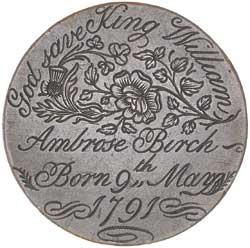 God save King William
Ambrose Birch
Born 9th May
1791